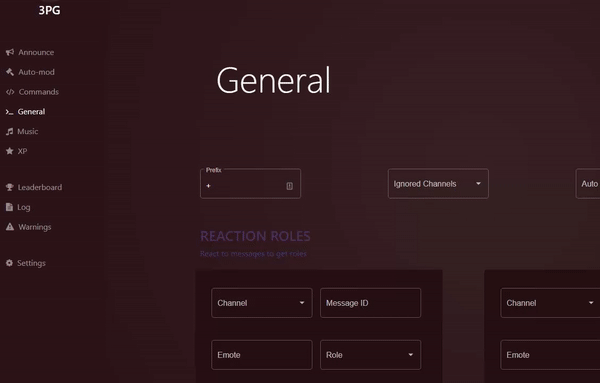 3PG
Announce
Auto-mod
Commands
General
Music
XP
Leaderboard
Log
Warnings
Settings
General
Prefix
+
Ignored Channels
Auto
REACTION ROLES
React to messages to get roles
Channel
Message ID
Channel
Emote
Role
Emote